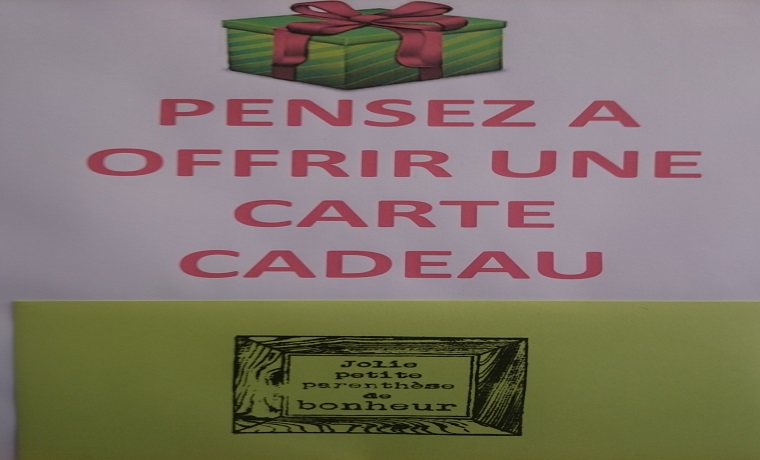 PENSEZ A
OFFRIR UNE
CARTE
CADEAU
Jolie
petite
parenthèse
de
bonheur